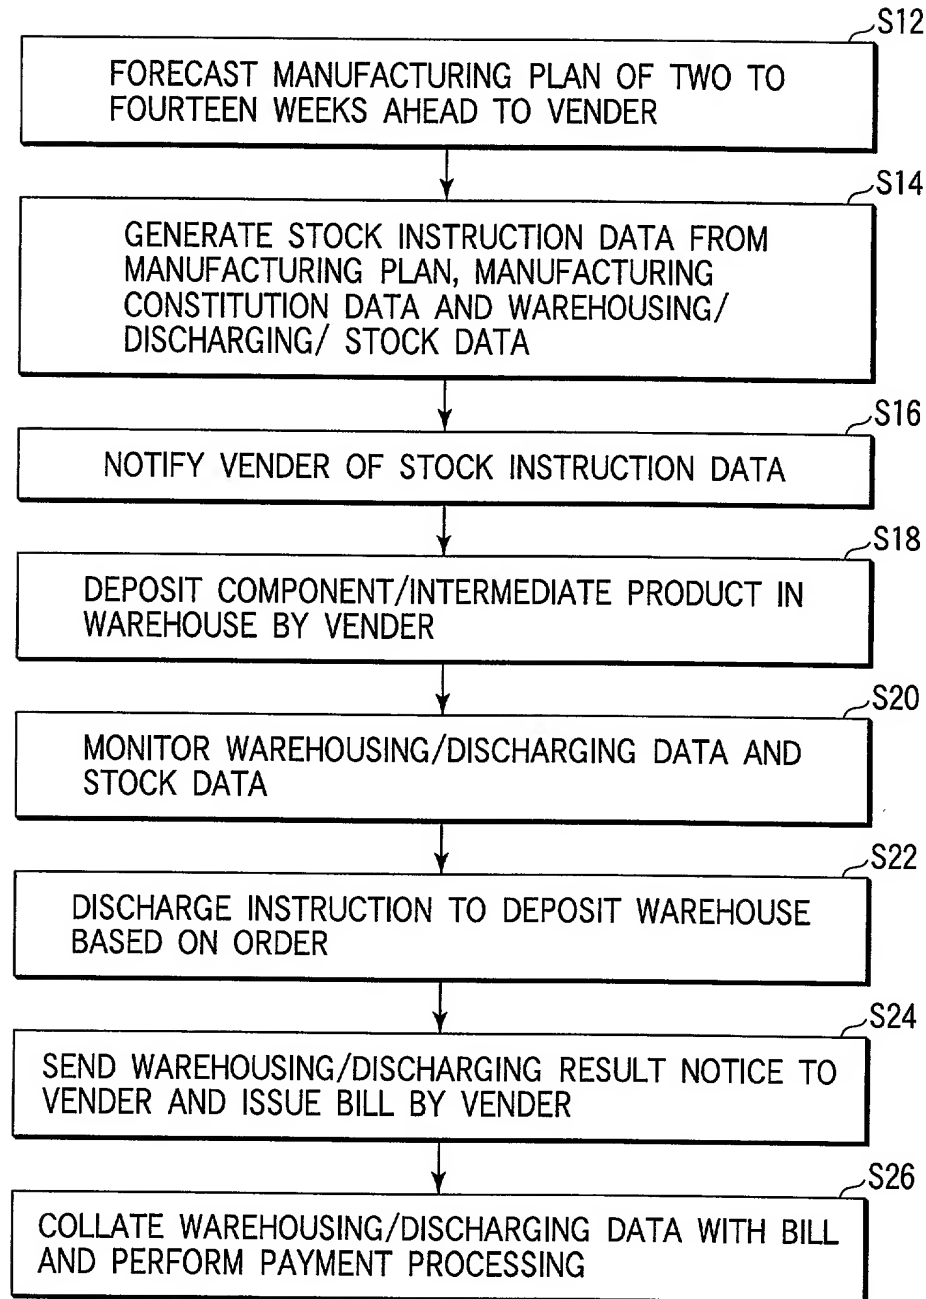 S12
FORECAST MANUFACTURING PLAN OF TWO TO
FOURTEEN WEEKS AHEAD TO VENDER
S14
GENERATE STOCK INSTRUCTION DATA FROM
MANUFACTURING PLAN, MANUFACTURING
CONSTITUTION DATA AND WAREHOUSING/
DISCHARGING/ STOCK DATA
S16
NOTIFY VENDER OF STOCK INSTRUCTION DATA
S18
DEPOSIT COMPONENT/INTERMEDIATE PRODUCT IN
WAREHOUSE BY VENDER
S20
MONITOR WAREHOUSING/DISCHARGING DATA AND
STOCK DATA
S22
DISCHARGE INSTRUCTION TO DEPOSIT WAREHOUSE
BASED ON ORDER
S24
SEND WAREHOUSING/DISCHARGING RESULT NOTICE TO
VENDER AND ISSUE BILL BY VENDER
S26
COLLATE WAREHOUSING/DISCHARGING DATA WITH BILL
AND PERFORM PAYMENT PROCESSING